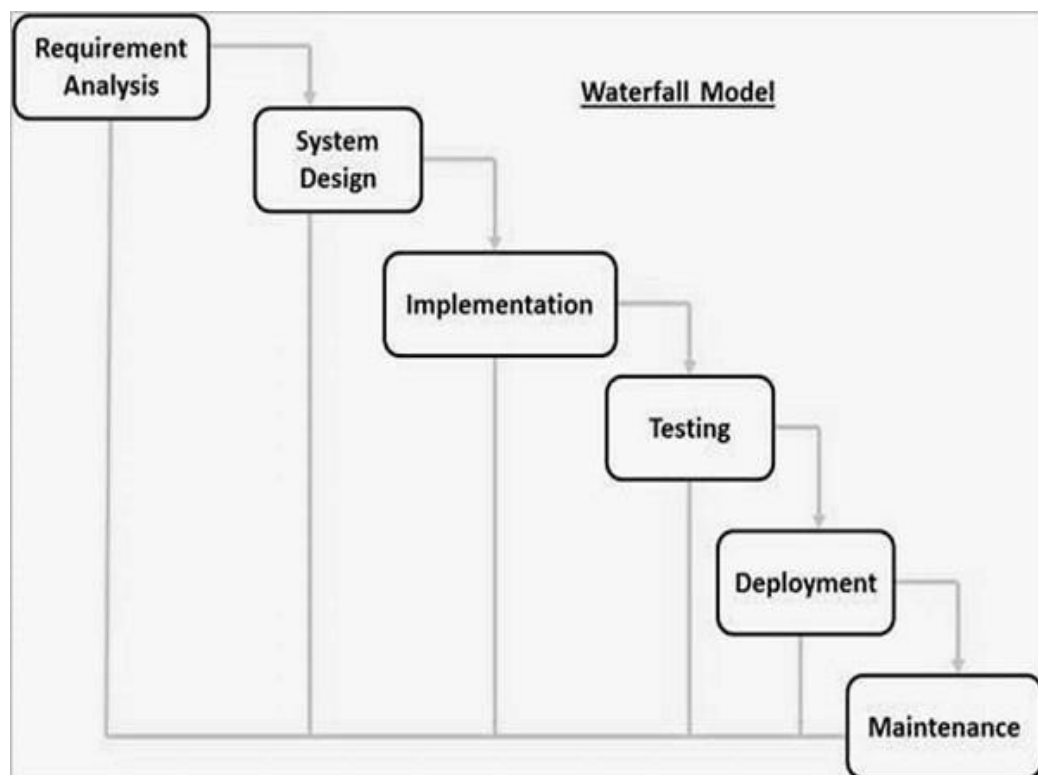 Requirement
Analysis
Waterfall Model
System
Design
Implementation
Testing
Deployment
Maintenance